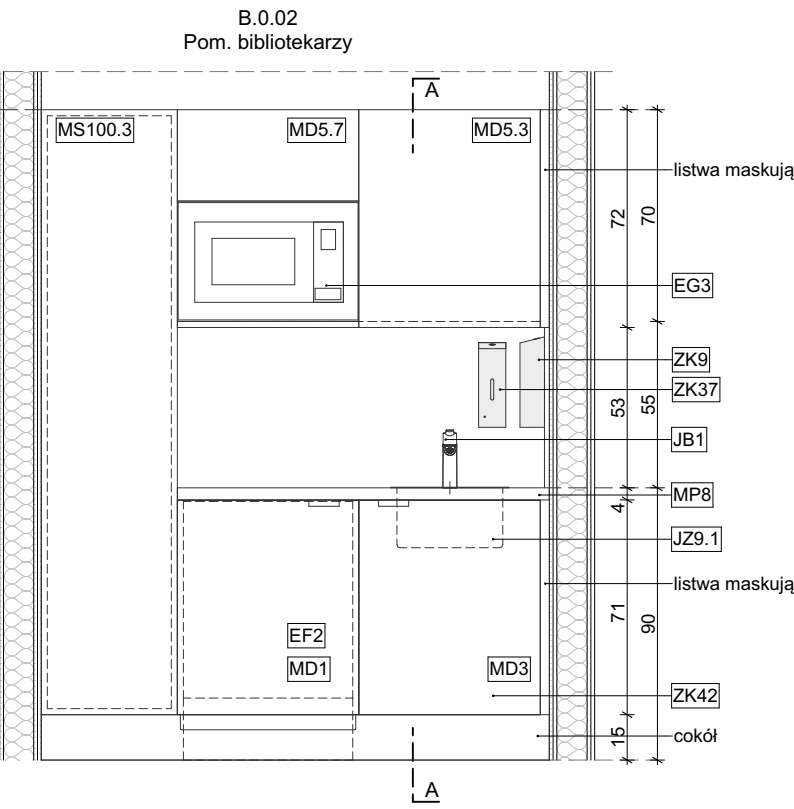 B.0.02
Pom. bibliotekarzy
A
MS100.3
MD5.7
MD5.3
listwa maskują
72
70
EG3
ZK9
ZK37
53
55
JB1
MP8
4
JZ9.1
listwa maskują
71
90
EF2
MD1
MD3
ZK42
15
cokół
A